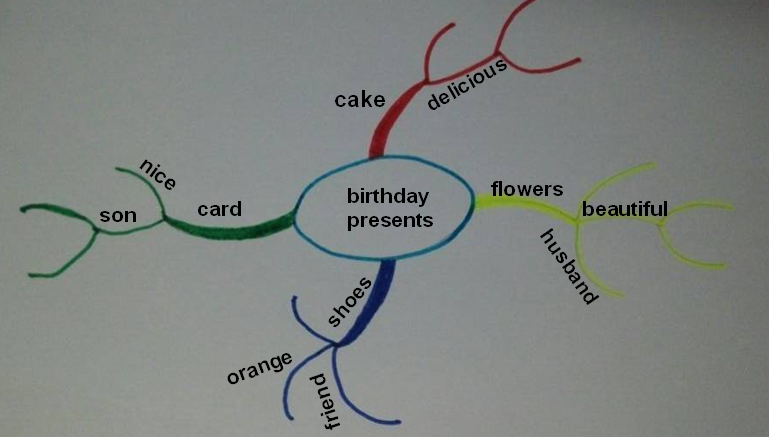 birthday
presents
cake
delicious
flowers
beautiful
husband
shoes
orange
friend
card
nice
son